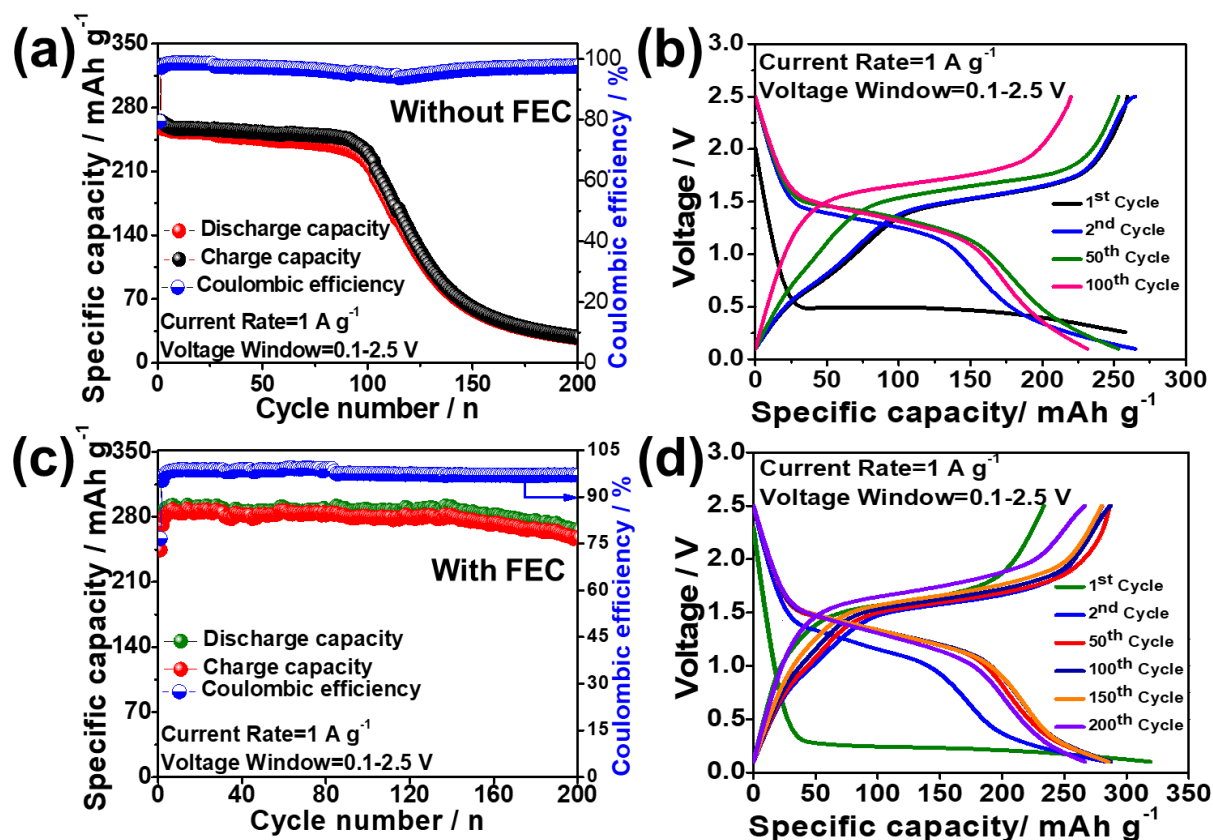 (a)
Specific capacity / mAh g-1
350
280
210
140
70
0
100
80
60
40
20
0
Coulombic efficiency / %
Without FEC
Discharge capacity
Charge capacity
Coulombic efficiency
Current Rate=1 A g-1
Voltage Window=0.1-2.5 V
0 25 50 75 100 125 150 175 200
Cycle number / n
(b)
Voltage / V
3.0
2.5
2.0
1.5
1.0
0.5
0.0
Current Rate=1 A g-1
Voltage Window=0.1-2.5 V
1st Cycle
2nd Cycle
50th Cycle
100th Cycle
0 50 100 150 200 250 300
Specific capacity/ mAh g-1
(c)
Specific capacity / mAh g-1
350
280
210
140
70
0
105
90
75
60
45
30
15
0
Coulombic efficiency / %
With FEC
Discharge capacity
Charge capacity
Coulombic efficiency
Current Rate=1 A g-1
Voltage Window=0.1-2.5 V
0 40 80 120 160 200
Cycle number / n
(d)
Voltage / V
3.0
2.5
2.0
1.5
1.0
0.5
0.0
Current Rate=1 A g-1
Voltage Window=0.1-2.5 V
1st Cycle
2nd Cycle
50th Cycle
100th Cycle
150th Cycle
200th Cycle
0 50 100 150 200 250 300 350
Specific capacity/ mAh g-1